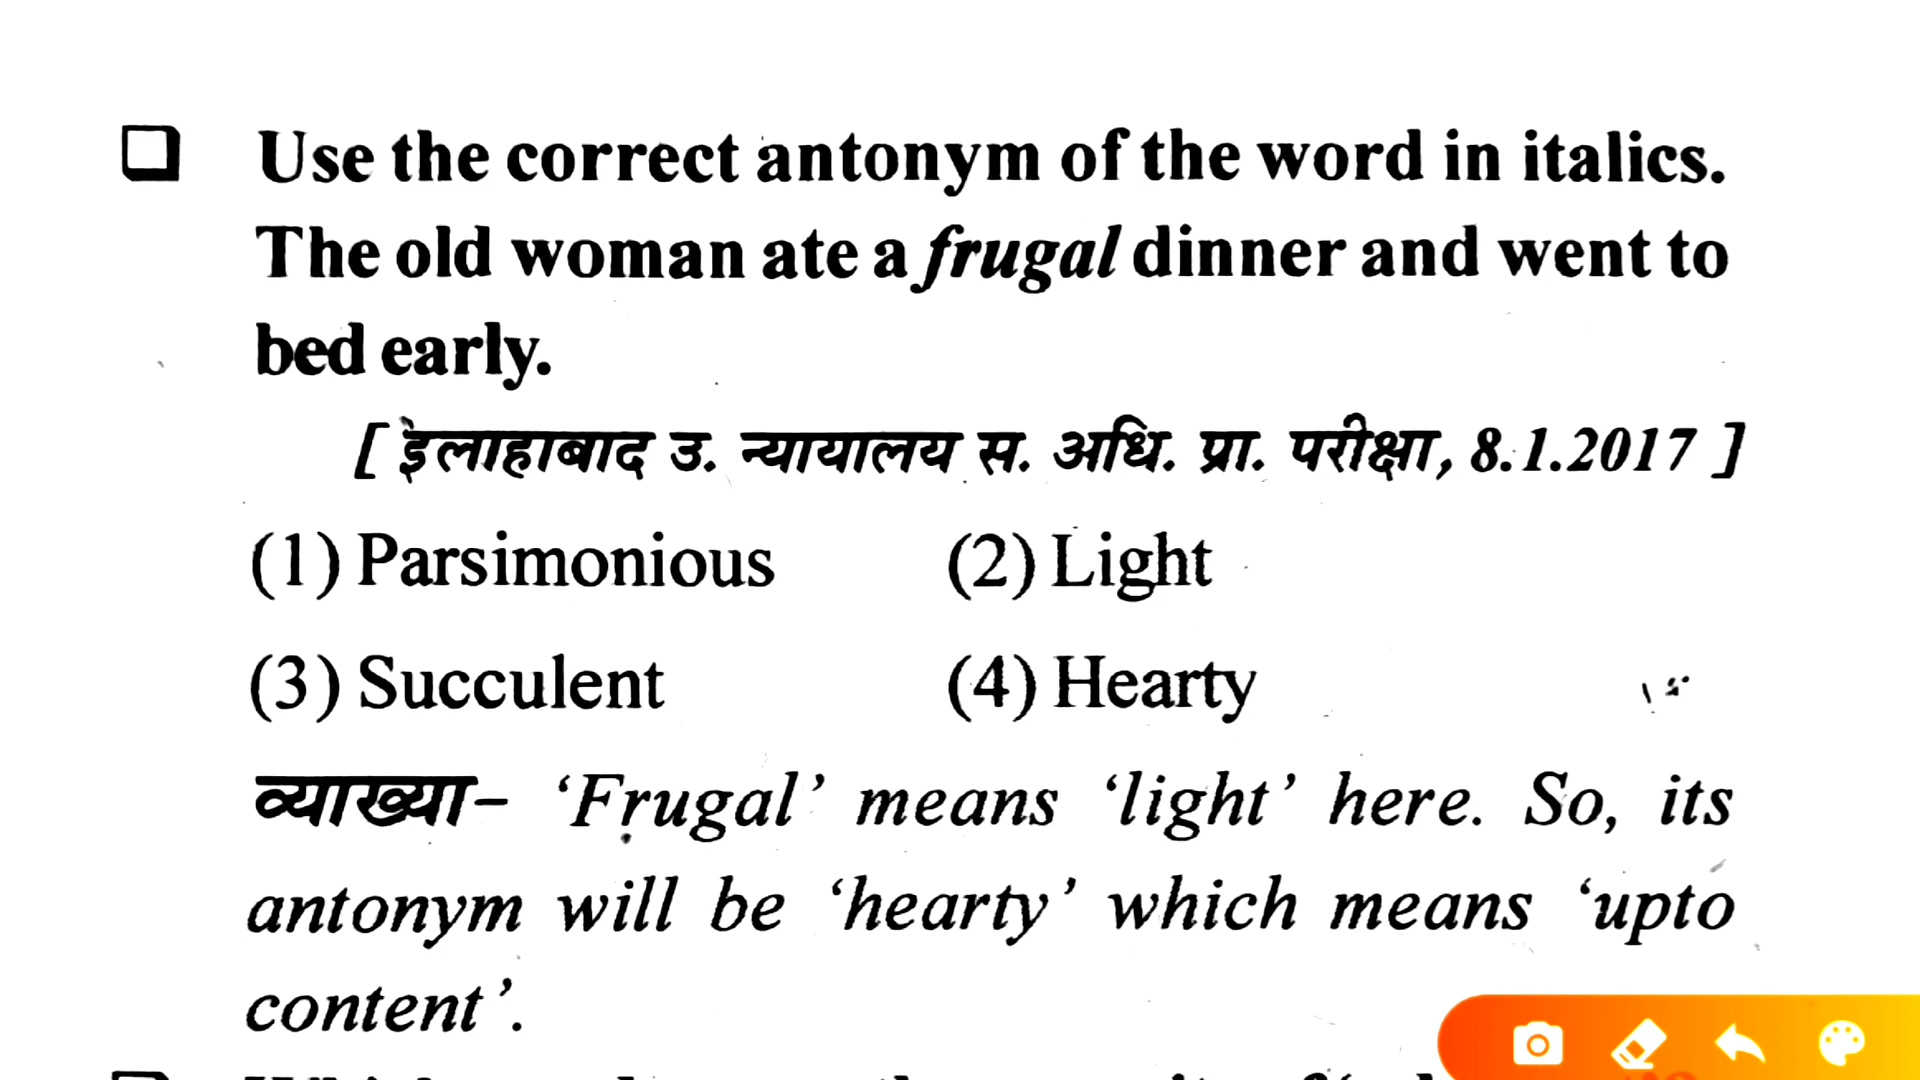 Use the correct antonym of the word in italics.
The old woman ate a frugal dinner and went to
bed early.
[ इलाहाबाद उ. न्यायालय स. अधि. प्रा. परीक्षा, 8.1.2017 ]
(1) Parsimonious (2) Light
(3) Succulent (4) Hearty
व्याख्या– ‘Frugal’ means ‘light’ here. So, its
antonym will be ‘hearty’ which means ‘upto
content’.